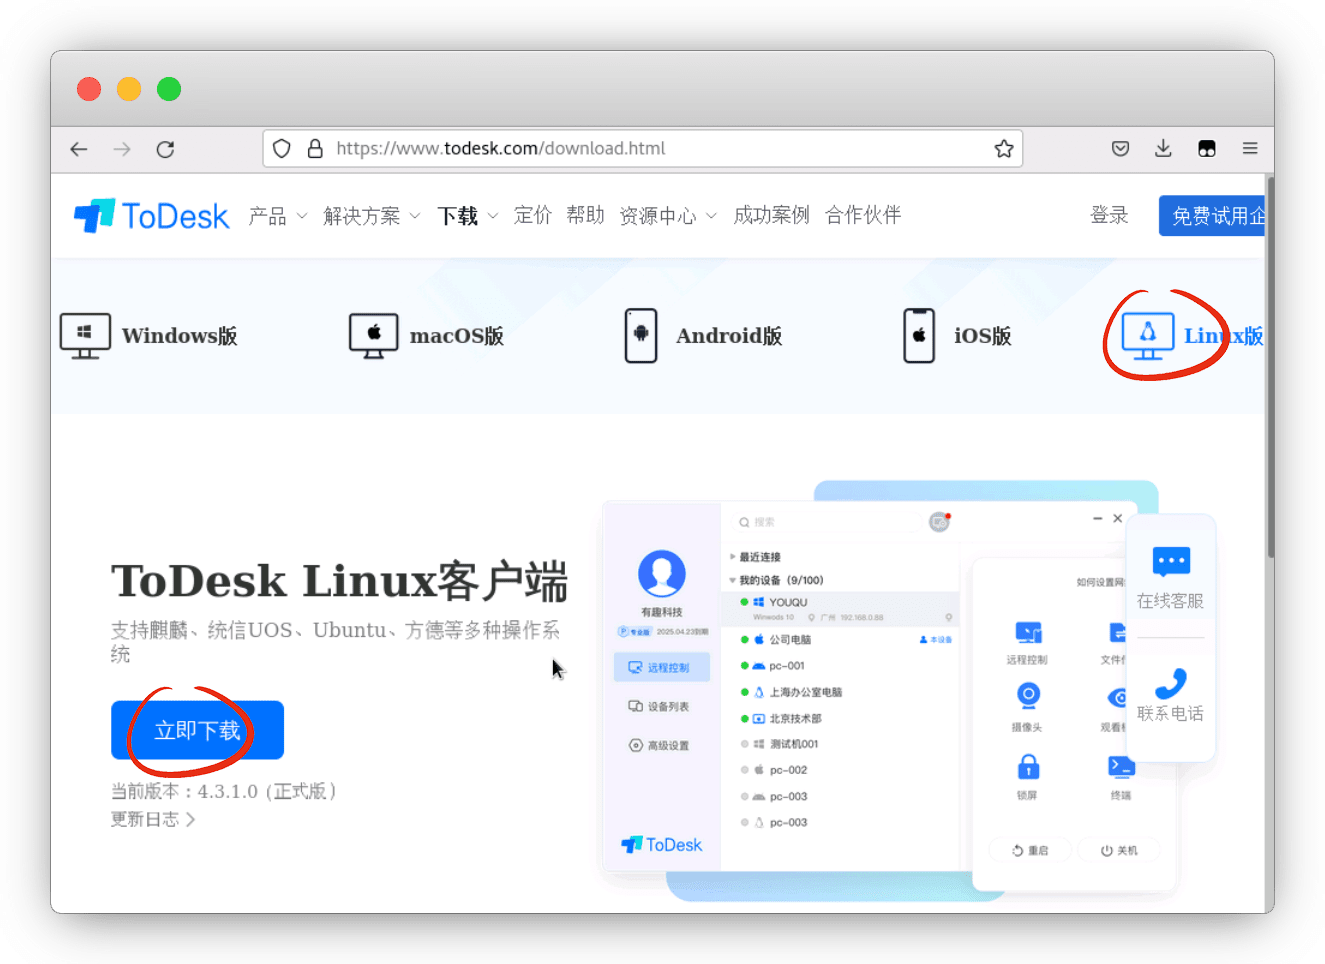 https://www.todesk.com/download.html
ToDesk 产品 解决方案 下载 定价 帮助 资源中心 成功案例 合作伙伴 登录 免费试用企
Windows版 macOS版 Android版 iOS版 Linux版
ToDesk Linux客户端
支持麒麟、统信UOS、Ubuntu、方德等多种操作系
统
立即下载
当前版本：4.3.1.0（正式版）
更新日志
有趣科技
专业版 2025.04.23到期
远程控制
设备列表
高级设置
ToDesk
搜索
最近连接
我的设备（9/100）
YOUQU
Winwods 10 广州 192.168.0.88
公司电脑 本设备
pc-001
上海办公室电脑
北京技术部
测试机001
pc-002
pc-003
pc-003
如何设置网
远程控制 文件
摄像头 观看
锁屏 终端
重启 关机
在线客服
联系电话